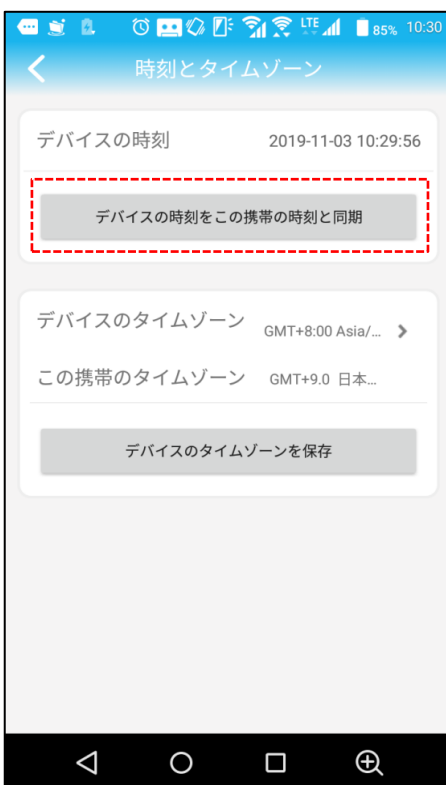 LTE 85% 10:30
時刻とタイムゾーン
デバイスの時刻 2019-11-03 10:29:56
デバイスの時刻をこの携帯の時刻と同期
デバイスのタイムゾーン GMT+8:00 Asia/...
この携帯のタイムゾーン GMT+9.0 日本...
デバイスのタイムゾーンを保存